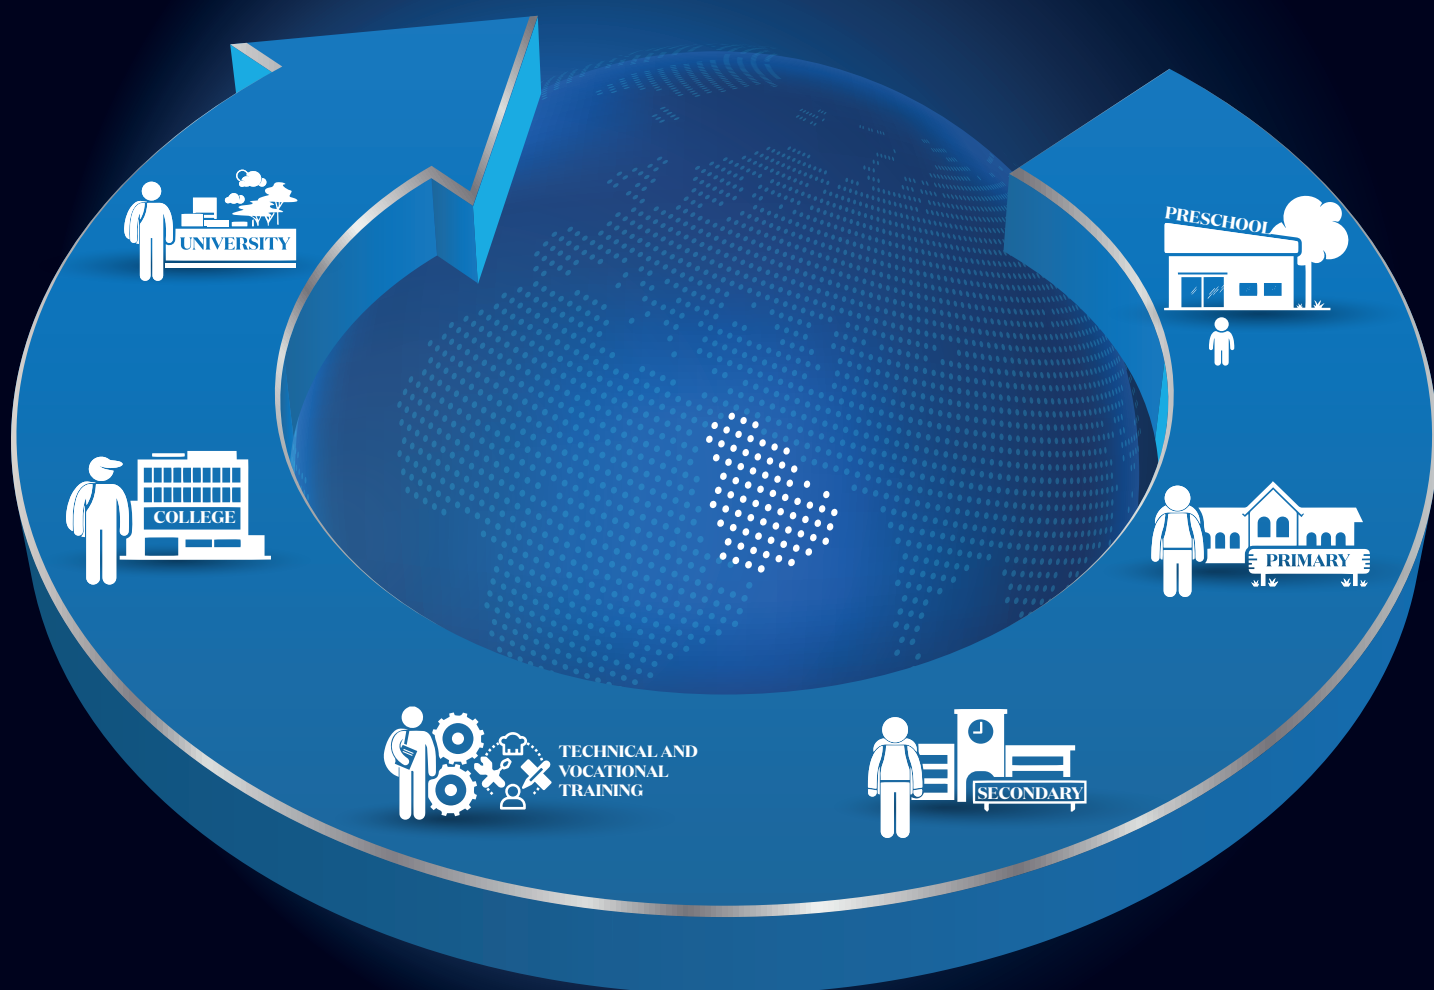 PRESCHOOL
PRIMARY
SECONDARY
TECHNICAL AND
VOCATIONAL
TRAINING
COLLEGE
UNIVERSITY